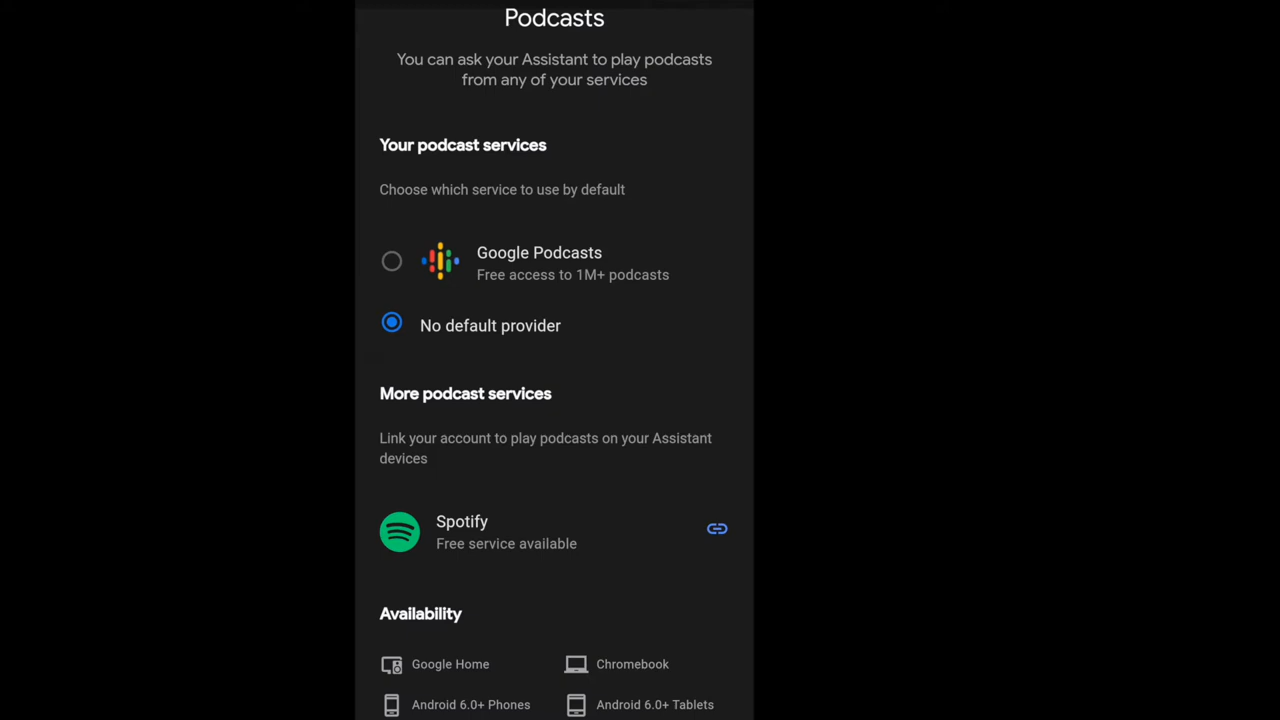 Podcasts
You can ask your Assistant to play podcasts
from any of your services
Your podcast services
Choose which service to use by default
Google Podcasts
Free access to 1M+ podcasts
No default provider
More podcast services
Link your account to play podcasts on your Assistant
devices
Spotify
Free service available
Availability
Google Home
Chromebook
Android 6.0+ Phones
Android 6.0+ Tablets